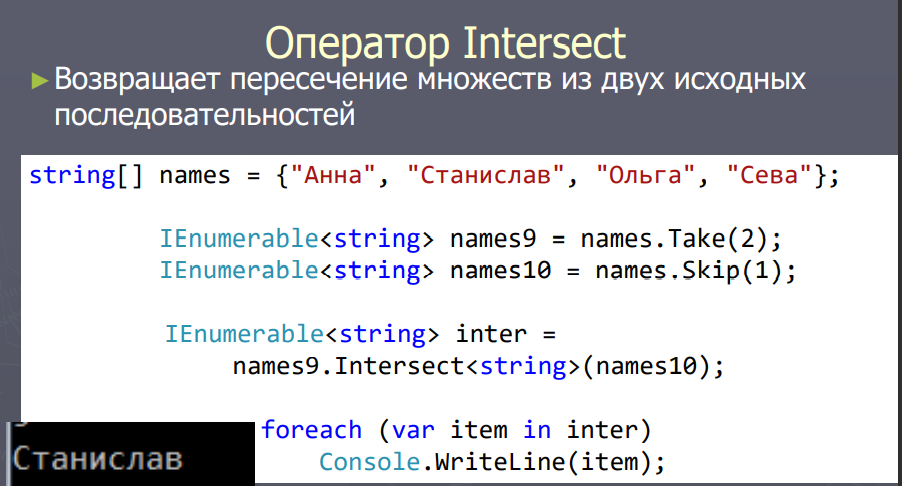 Оператор Intersect
►Возвращает пересечение множеств из двух исходных
последовательностей
string[] names = {"Анна", "Станислав", "Ольга", "Сева"};
IEnumerable<string> names9 = names.Take(2);
IEnumerable<string> names10 = names.Skip(1);
IEnumerable<string> inter =
names9.Intersect<string>(names10);
foreach (var item in inter)
Console.WriteLine(item);
Станислав